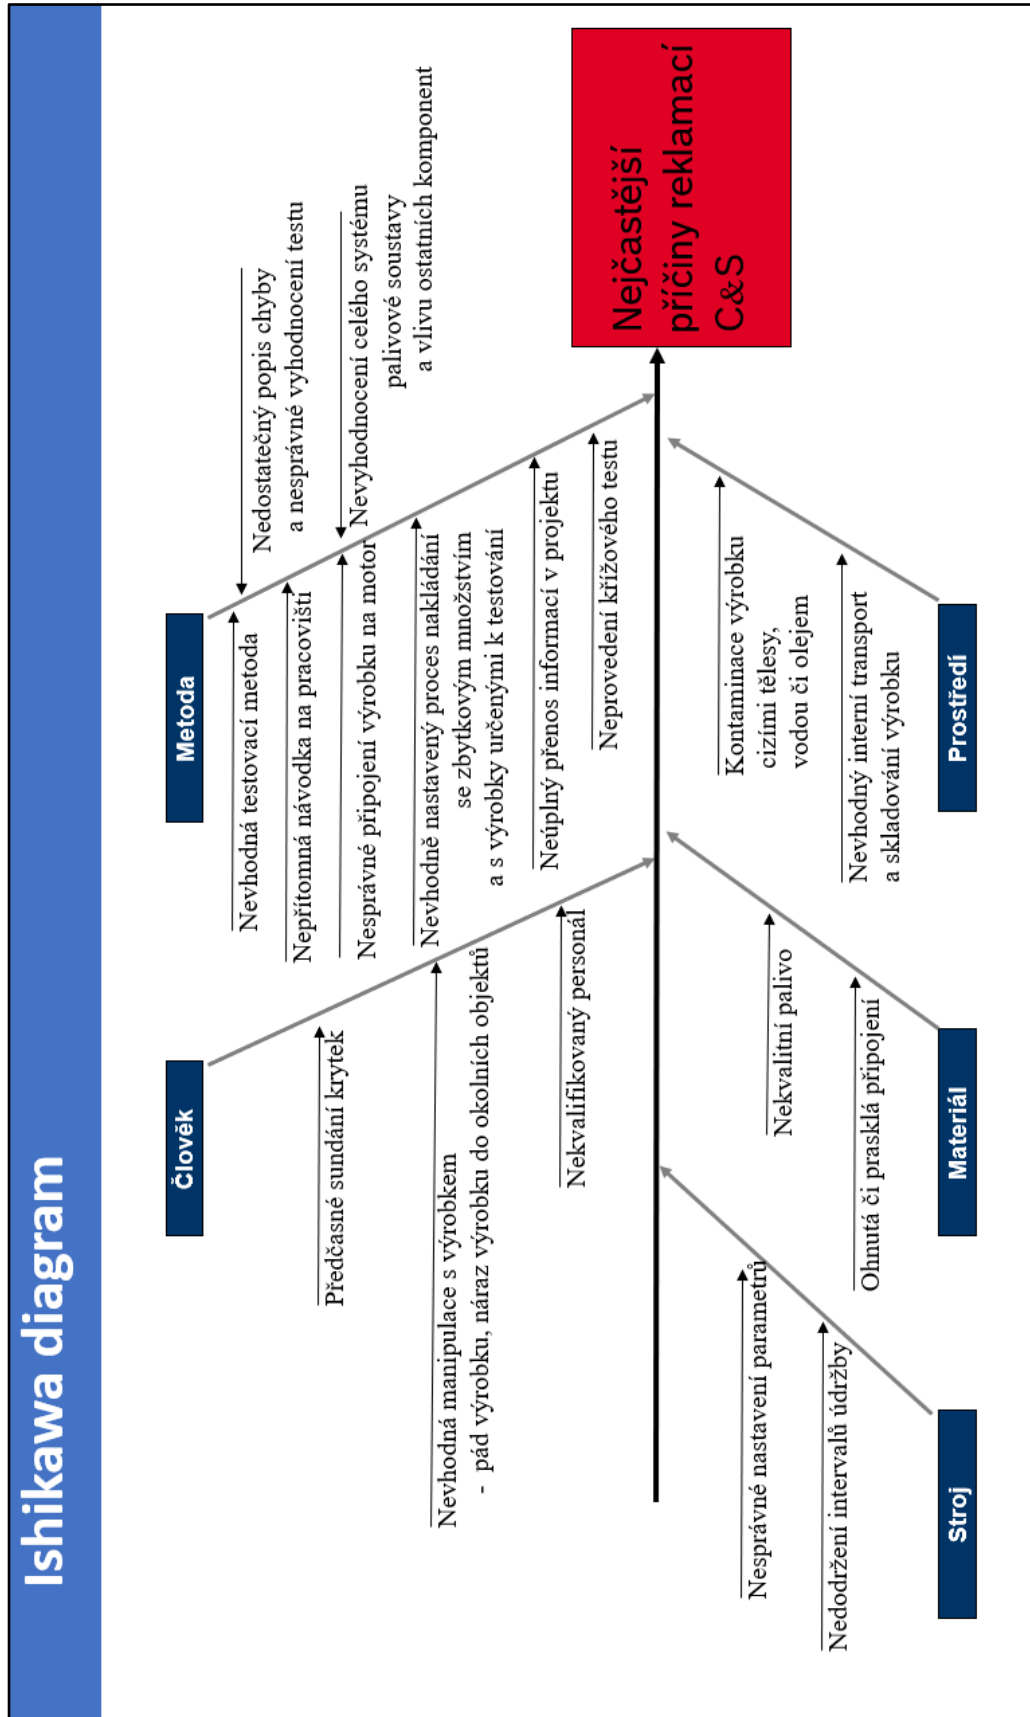 Ishikawa diagram
Člověk
Předčasné sundání krytek
Nevhodná manipulace s výrobkem
- pád výrobku, náraz výrobku do okolních objektů
Nekvalifikovaný personál
Metoda
Nevhodná testovací metoda
Nepřítomná návodka na pracovišti
Nesprávné připojení výrobku na motor
Nevhodně nastavený proces nakládání
se zbytkovým množstvím
a s výrobky určenými k testování
Neúplný přenos informací v projektu
Neprovedení křížového testu
Nedostatečný popis chyby
a nesprávné vyhodnocení testu
Nevyhodnocení celého systému
palivové soustavy
a vlivu ostatních komponent
Nejčastější
příčiny reklamací
C&S
Nesprávné nastavení parametrů
Nedodržení intervalů údržby
Stroj
Nekvalitní palivo
Ohnutá či prasklá připojení
Materiál
Kontaminace výrobku
cizími tělesy,
vodou či olejem
Nevhodný interní transport
a skladování výrobku
Prostředí